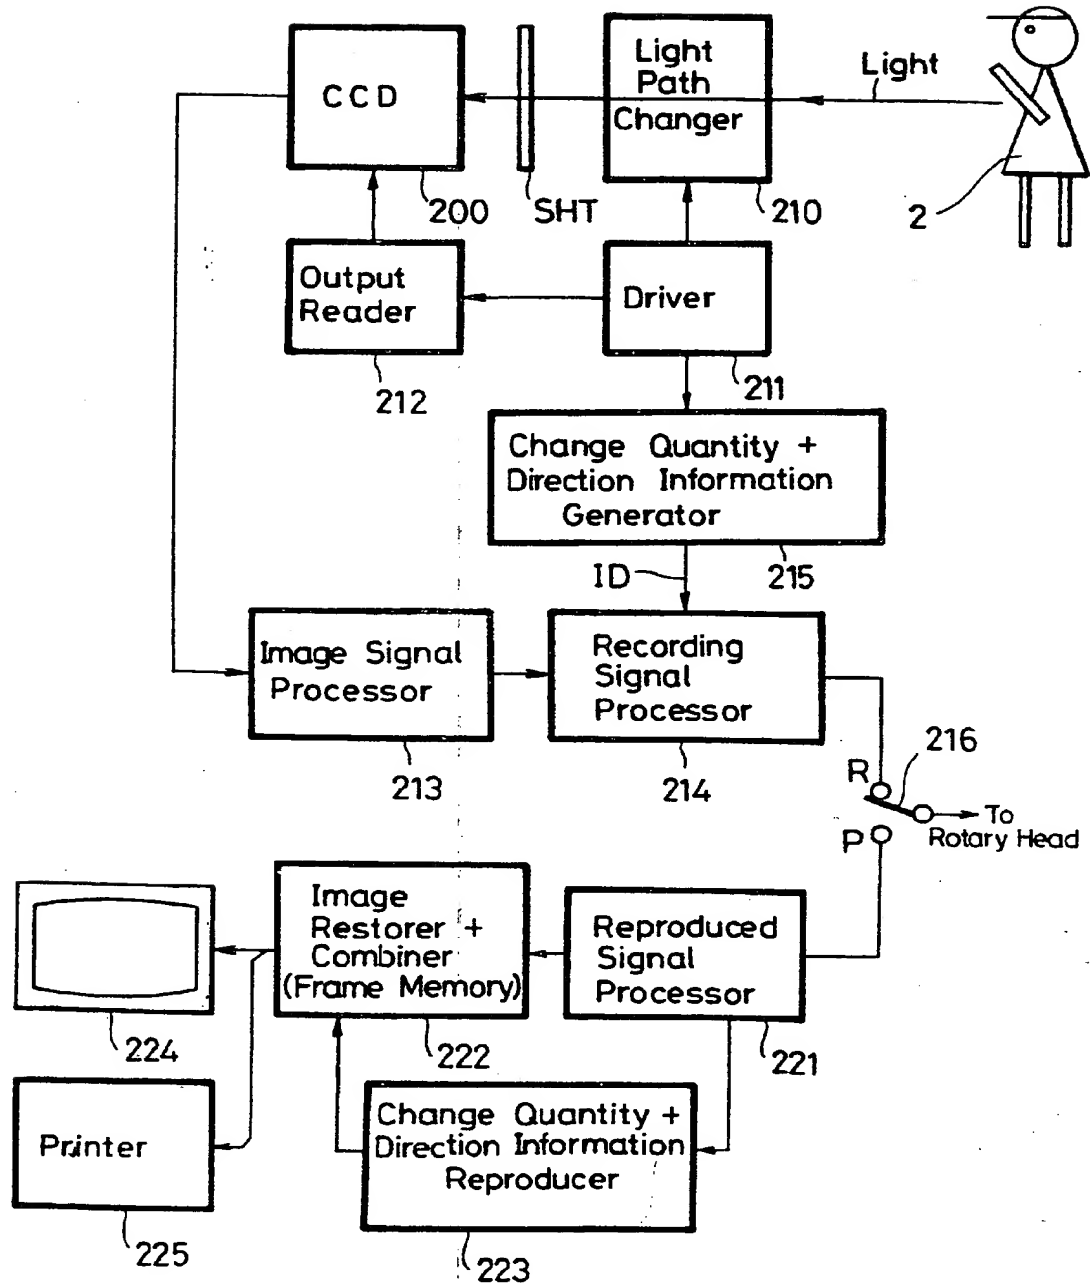 CCD
200
SHT
Light
Path
Changer
210
Light
2
Output
Reader
212
Driver
211
Change Quantity +
Direction Information
Generator
215
ID
Image Signal
Processor
213
Recording
Signal
Processor
214
R
216
P
To
Rotary Head
224
Image
Restorer +
Combiner
(Frame Memory)
222
Reproduced
Signal
Processor
221
Printer
225
Change Quantity +
Direction Information
Reproducer
223